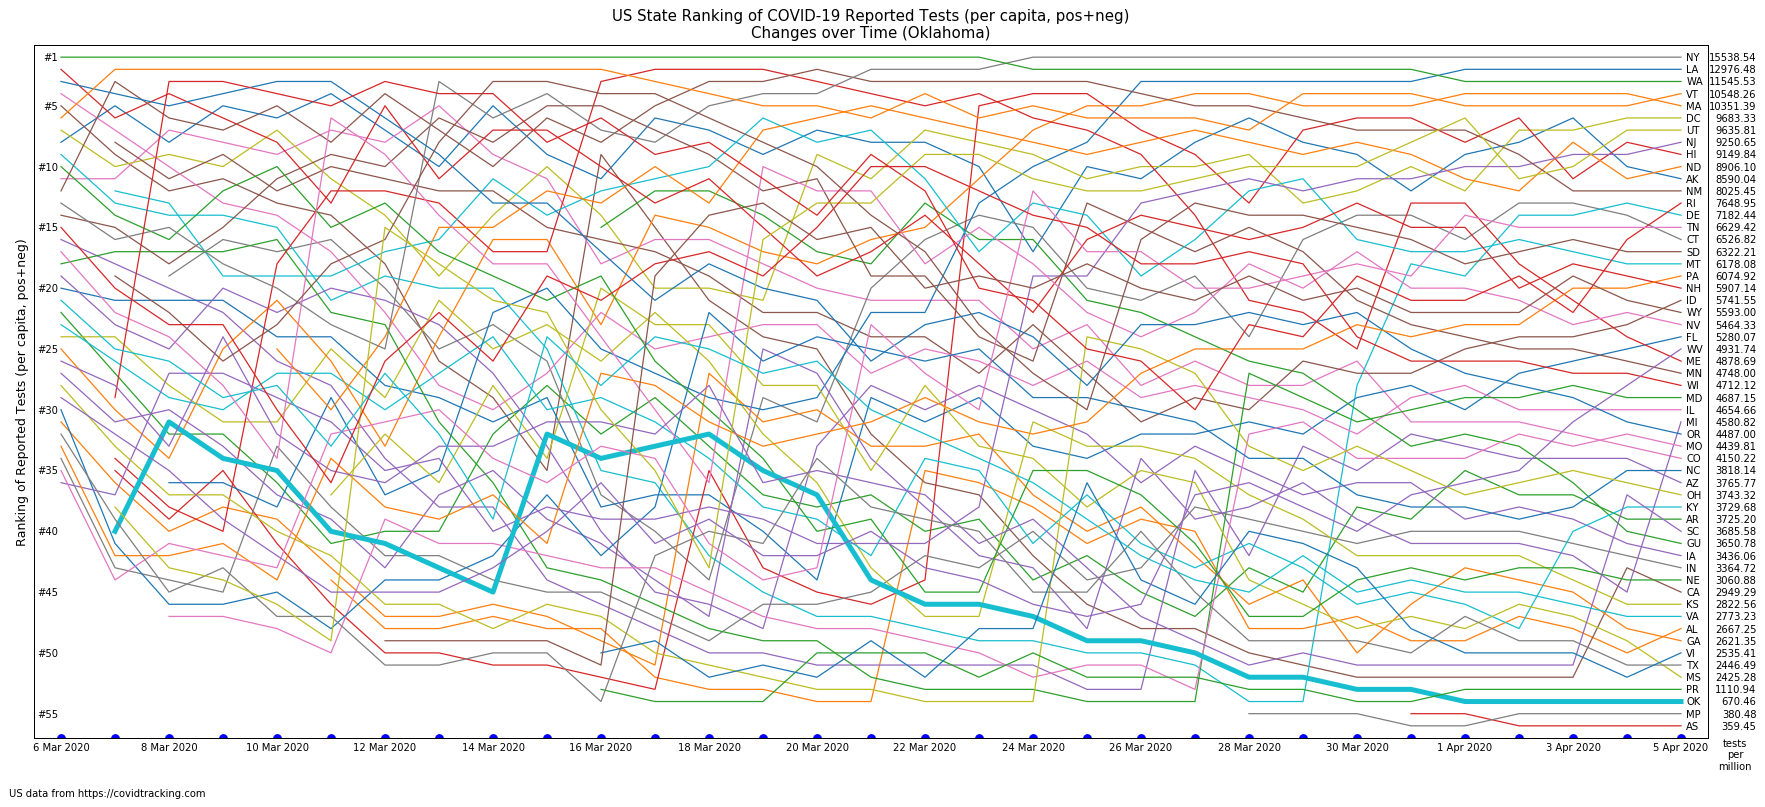 US State Ranking of COVID-19 Reported Tests (per capita, pos+neg)
Changes over Time (Oklahoma)
Ranking of Reported Tests (per capita, pos+neg)
#1
#5
#10
#15
#20
#25
#30
#35
#40
#45
#50
#55
NY 15538.54
LA 12976.48
WA 11545.53
VT 10548.26
MA 10351.39
DC 9683.33
UT 9635.81
NJ 9250.65
HI 9149.84
ND 8906.10
AK 8590.04
NM 8025.45
RI 7648.95
DE 7182.44
TN 6629.42
CT 6526.82
SD 6322.21
MT 6178.08
PA 6074.92
NH 5907.14
ID 5741.55
WY 5593.00
NV 5464.33
FL 5280.07
WV 4931.74
ME 4878.69
MN 4748.00
WI 4712.12
MD 4687.15
IL 4654.66
MI 4580.82
OR 4487.00
MO 4439.81
CO 4150.22
NC 3818.14
AZ 3765.77
OH 3743.32
KY 3729.68
AR 3725.20
SC 3685.58
GU 3650.78
IA 3436.06
IN 3364.72
NE 3060.88
CA 2949.29
KS 2822.56
VA 2773.23
AL 2667.25
GA 2621.35
VI 2535.41
TX 2446.49
MS 2425.28
PR 1110.94
OK 670.46
MP 380.48
AS 359.45
6 Mar 2020 8 Mar 2020 10 Mar 2020 12 Mar 2020 14 Mar 2020 16 Mar 2020 18 Mar 2020 20 Mar 2020 22 Mar 2020 24 Mar 2020 26 Mar 2020 28 Mar 2020 30 Mar 2020 1 Apr 2020 3 Apr 2020 5 Apr 2020
tests
per
million
US data from https://covidtracking.com